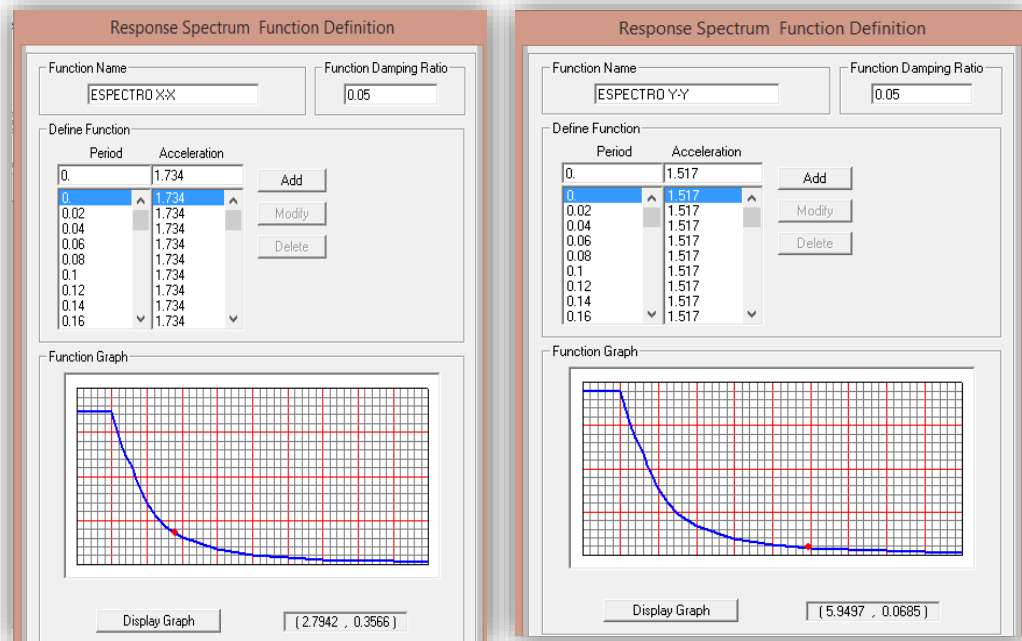 Response Spectrum Function Definition
Function Name
Function Damping Ratio
ESPECTRO X-X
0.05
Define Function
Period Acceleration
0. 1.734
Add
0. 1.734
0.02 1.734
0.04 1.734
Modify
0.06 1.734
0.08 1.734
Delete
0.1 1.734
0.12 1.734
0.14 1.734
0.16 1.734
Function Graph
Display Graph
(2.7942 , 0.3566)
Response Spectrum Function Definition
Function Name
Function Damping Ratio
ESPECTRO Y-Y
0.05
Define Function
Period Acceleration
0. 1.517
Add
0. 1.517
0.02 1.517
0.04 1.517
Modify
0.06 1.517
0.08 1.517
Delete
0.1 1.517
0.12 1.517
0.14 1.517
0.16 1.517
Function Graph
Display Graph
(5.9497 , 0.0685)